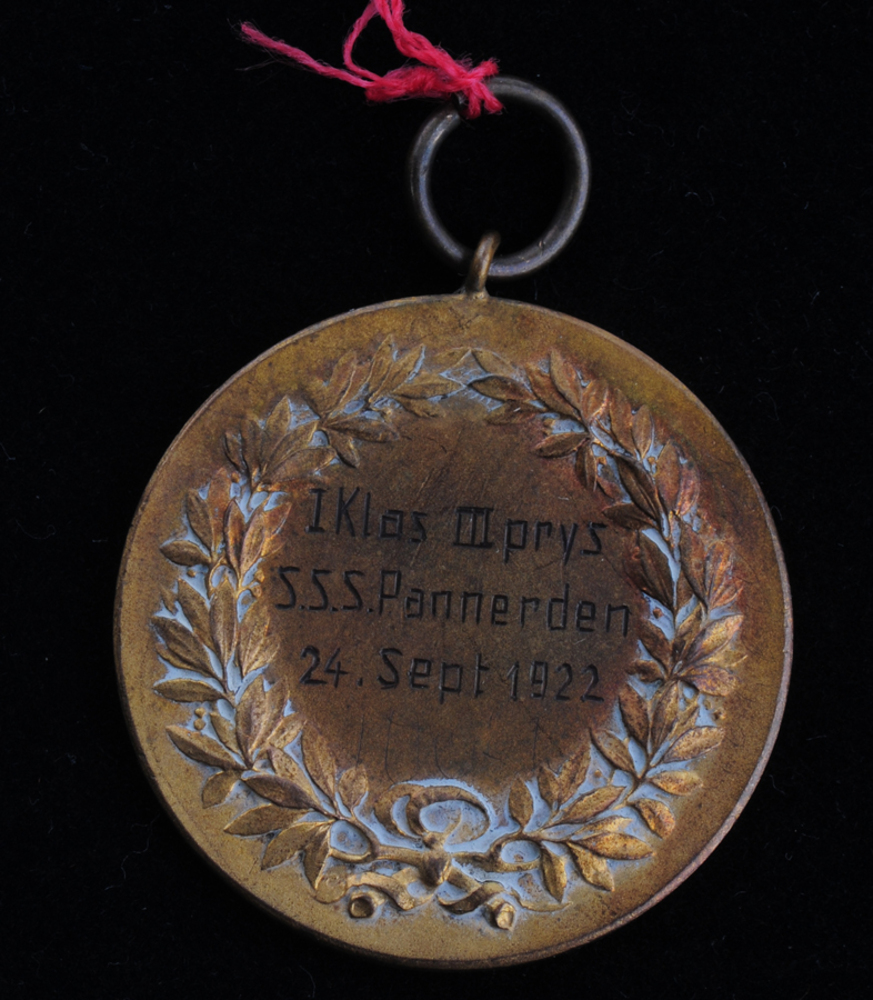 I Klas III prys
S.S.S. Pannerden
24. Sept 1922